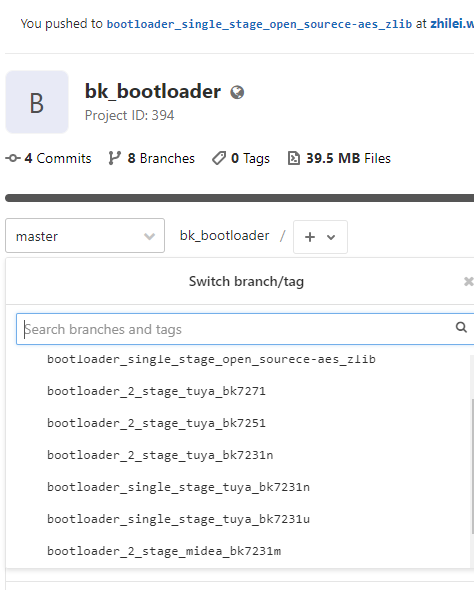 You pushed to bootloader_single_stage_open_sourece-aes_zlib at zhilei.w
B
bk_bootloader
Project ID: 394
4 Commits 8 Branches 0 Tags 39.5 MB Files
master bk_bootloader / +
Switch branch/tag
Search branches and tags
bootloader_single_stage_open_sourece-aes_zlib
bootloader_2_stage_tuya_bk7271
bootloader_2_stage_tuya_bk7251
bootloader_2_stage_tuya_bk7231n
bootloader_single_stage_tuya_bk7231n
bootloader_single_stage_tuya_bk7231u
bootloader_2_stage_midea_bk7231m